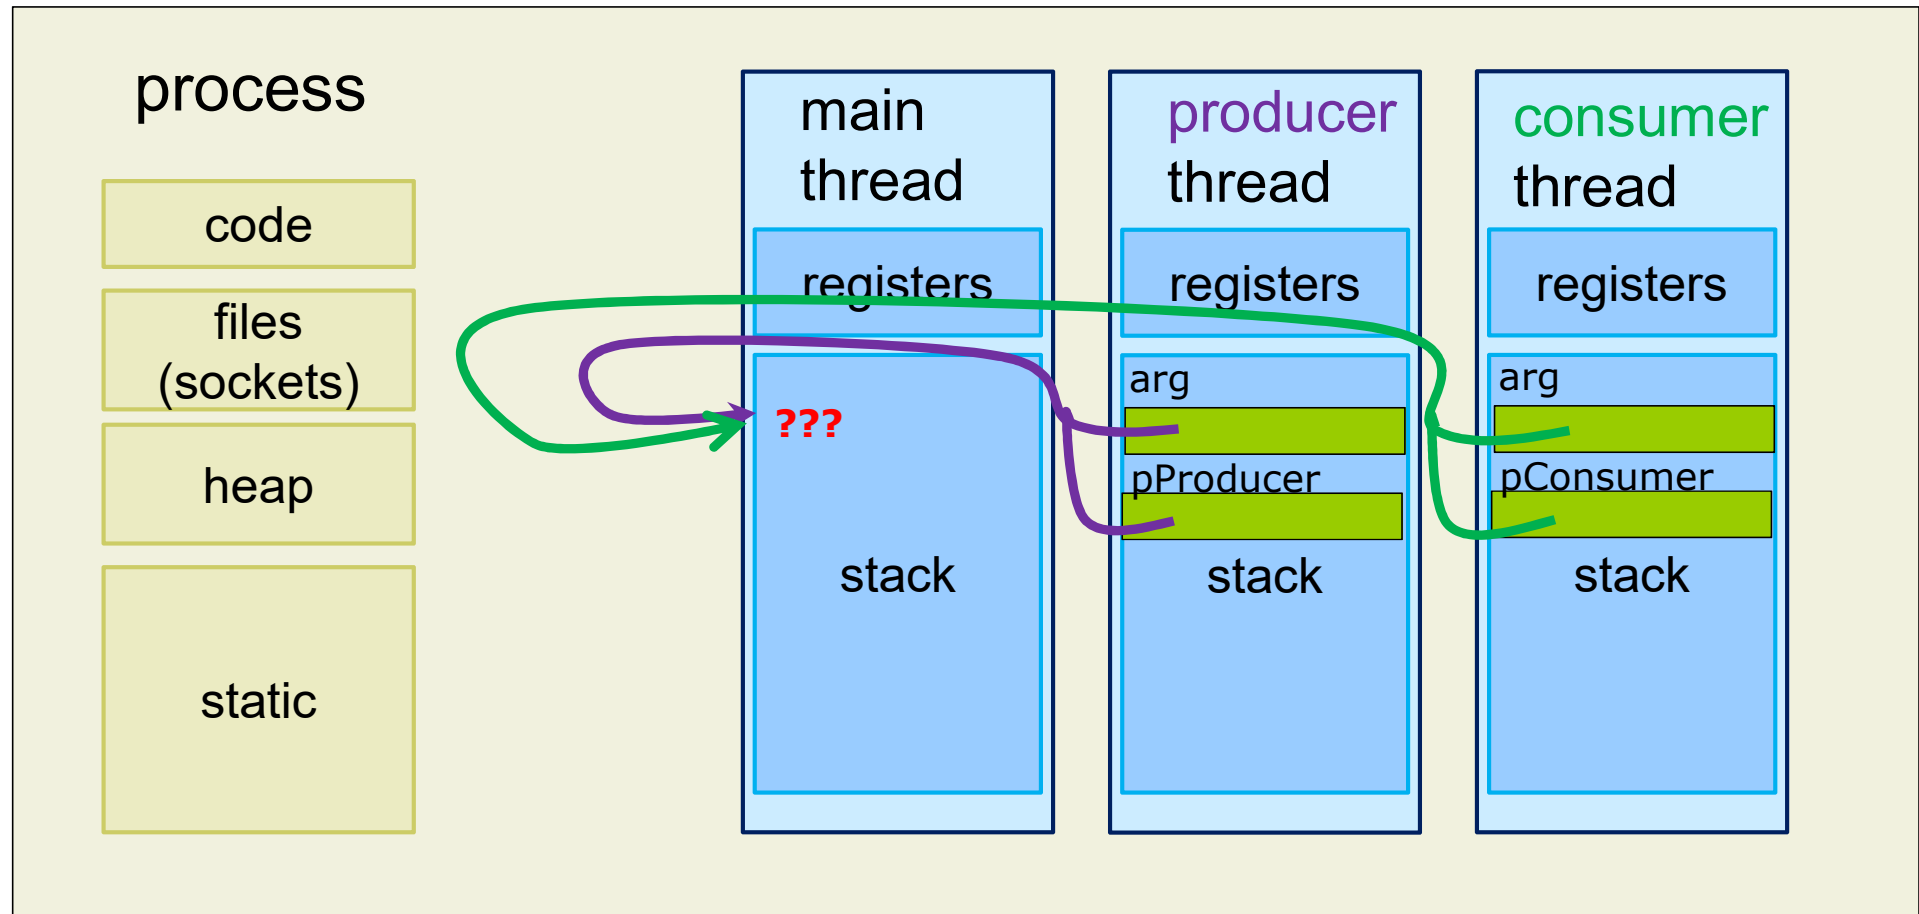 process
code
files
(sockets)
heap
static
main
thread
registers
???
stack
producer
thread
registers
arg
pProducer
stack
consumer
thread
registers
arg
pConsumer
stack